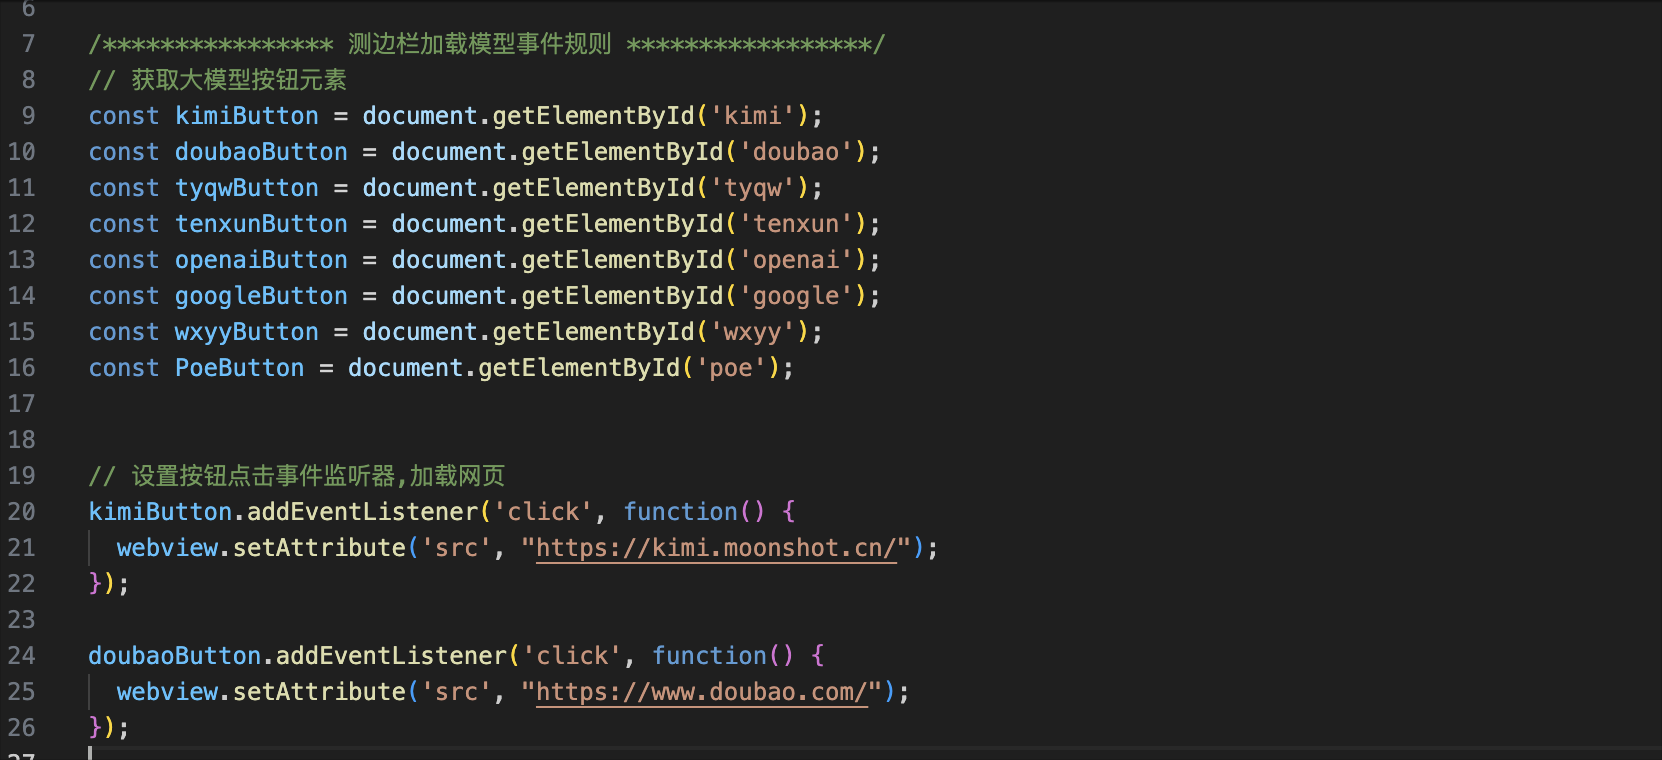 6
7 /**************** 测边栏加载模型事件规则 *****************/
8 // 获取大模型按钮元素
9 const kimiButton = document.getElementById('kimi');
10 const doubaoButton = document.getElementById('doubao');
11 const tyqwButton = document.getElementById('tyqw');
12 const tenxunButton = document.getElementById('tenxun');
13 const openaiButton = document.getElementById('openai');
14 const googleButton = document.getElementById('google');
15 const wxyyButton = document.getElementById('wxyy');
16 const PoeButton = document.getElementById('poe');
17
18
19 // 设置按钮点击事件监听器,加载网页
20 kimiButton.addEventListener('click', function() {
21   webview.setAttribute('src', "https://kimi.moonshot.cn/");
22 });
23
24 doubaoButton.addEventListener('click', function() {
25   webview.setAttribute('src', "https://www.doubao.com/");
26 });
27